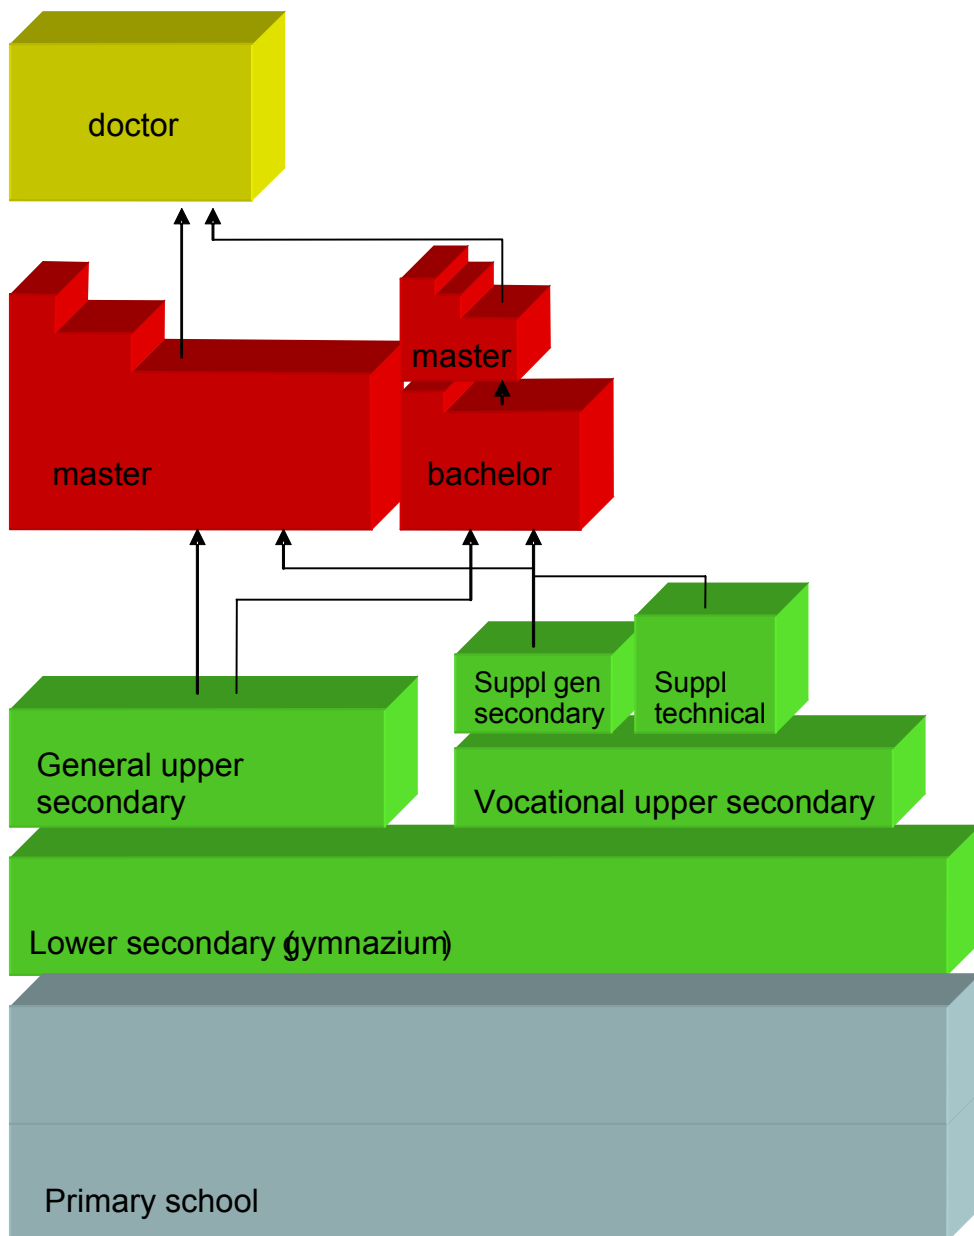 doctor
master
master
bachelor
Suppl gen
secondary
Suppl
technical
General upper
secondary
Vocational upper secondary
Lower secondary (gymnazium)
Primary school